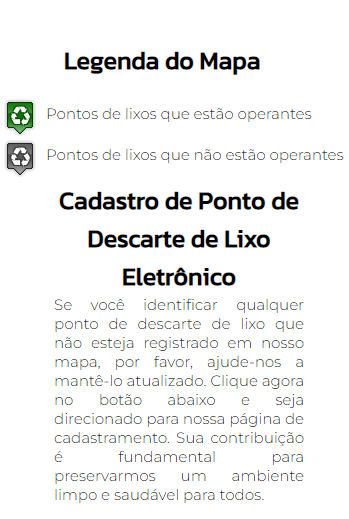 Legenda do Mapa
Pontos de lixos que estão operantes
Pontos de lixos que não estão operantes
Cadastro de Ponto de
Descarte de Lixo
Eletrônico
Se você identificar qualquer
ponto de descarte de lixo que
não esteja registrado em nosso
mapa, por favor, ajude-nos a
mantê-lo atualizado. Clique agora
no botão abaixo e seja
direcionado para nossa página de
cadastramento. Sua contribuição
é fundamental para
preservarmos um ambiente
limpo e saudável para todos.